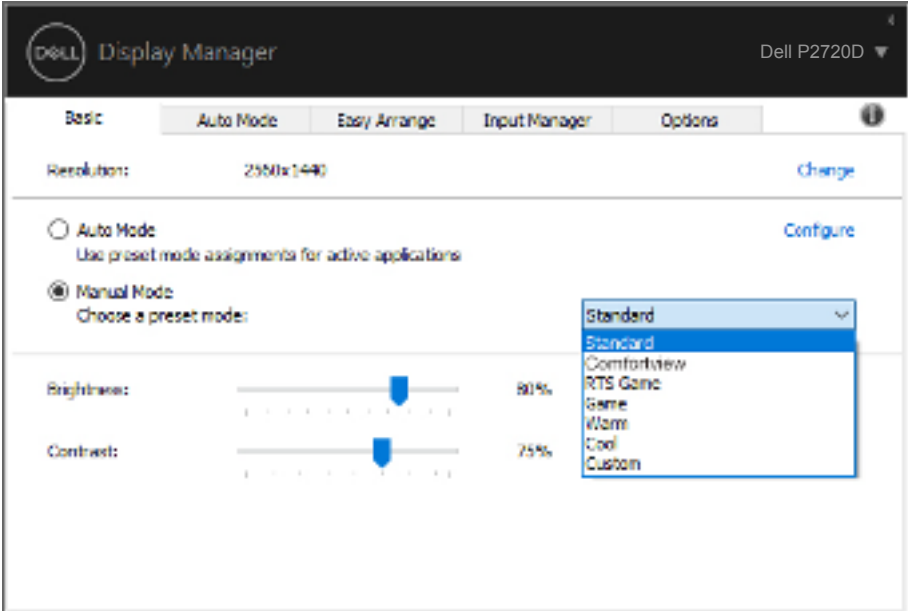 DELL Display Manager
Dell P2720D
Basic Auto Mode Easy Arrange Input Manager Options
Resolution: 2560x1440 Change
Auto Mode Configure
Use preset mode assignments for active applications
Manual Mode
Choose a preset mode: Standard
Standard
Comfortview
RTS Game
Game
Warm
Cool
Custom
Brightness: 80%
Contrast: 75%